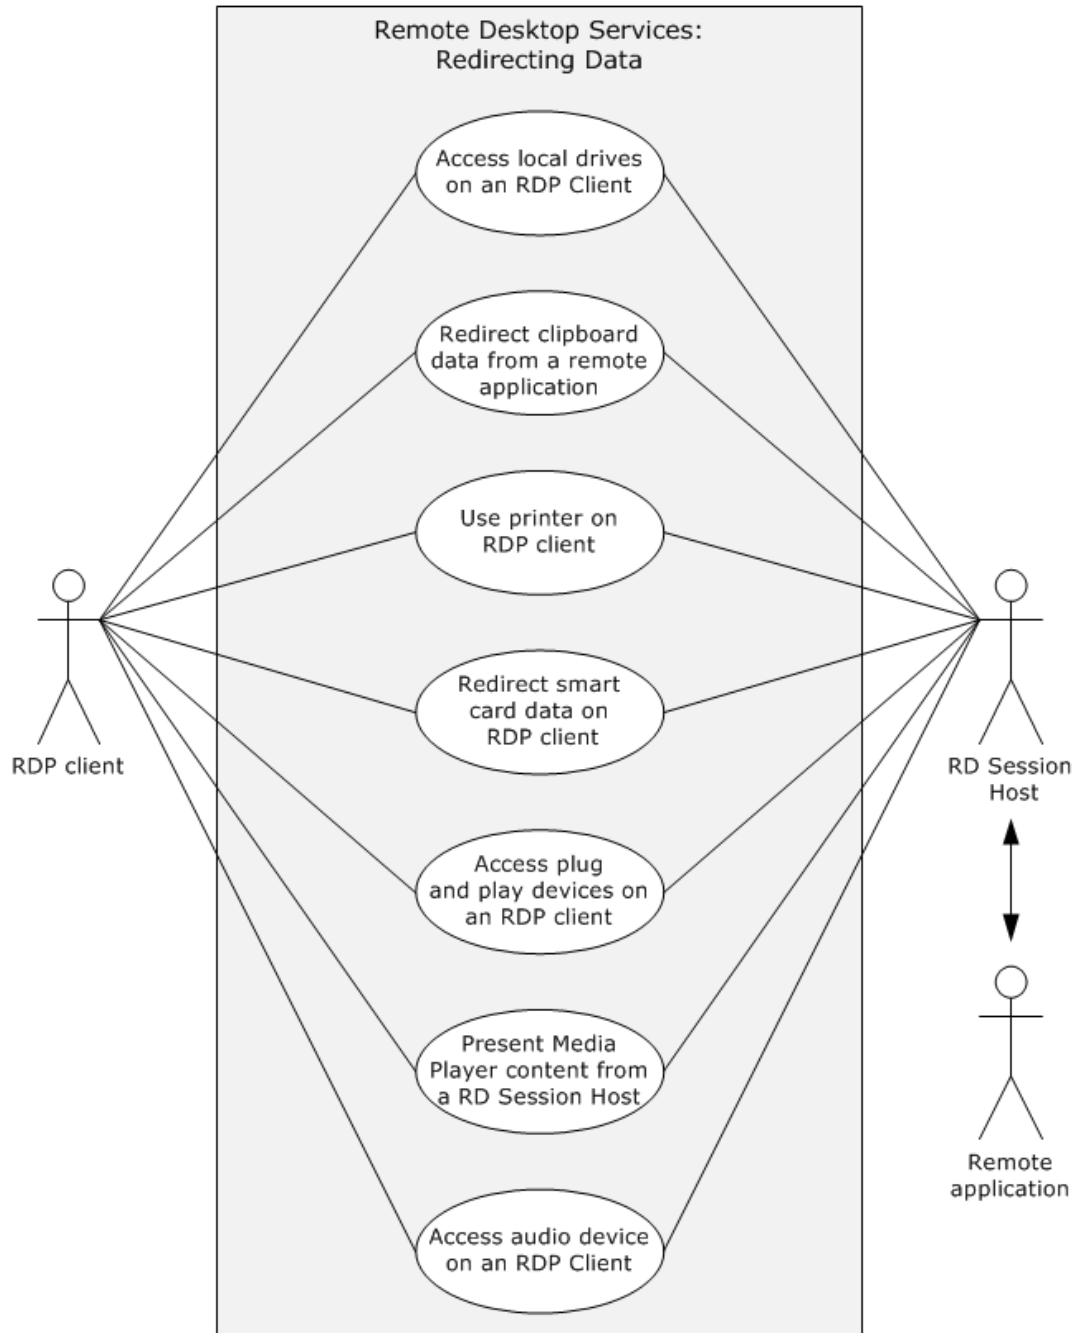 Remote Desktop Services:
Redirecting Data
Access local drives
on an RDP Client
Redirect clipboard
data from a remote
application
Use printer on
RDP client
Redirect smart
card data on
RDP client
RDP client
RD Session
Host
Access plug
and play devices on
an RDP client
Present Media
Player content from
a RD Session Host
Remote
application
Access audio device
on an RDP Client